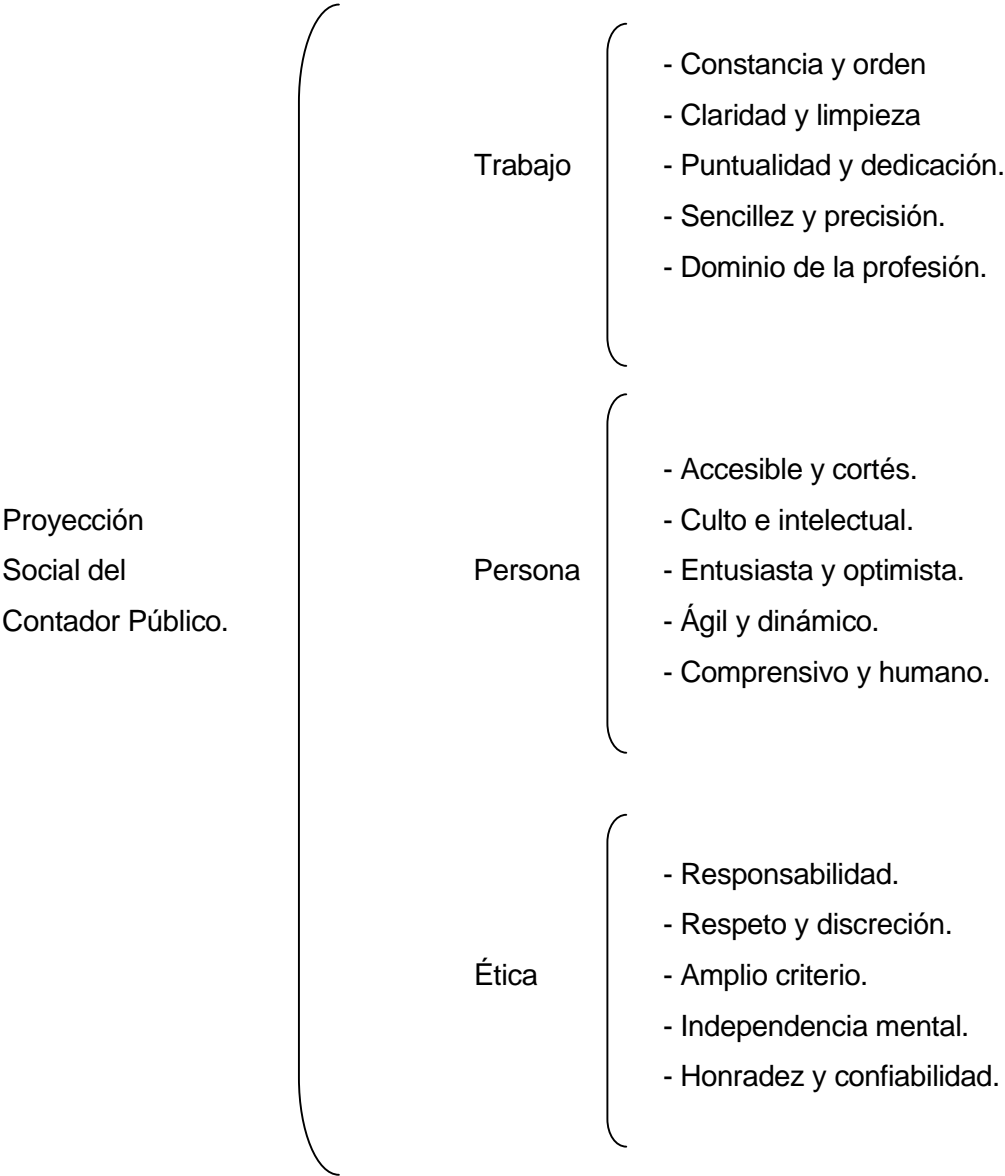 Proyección
Social del
Contador Público.
Trabajo
- Constancia y orden
- Claridad y limpieza
- Puntualidad y dedicación.
- Sencillez y precisión.
- Dominio de la profesión.
Persona
- Accesible y cortés.
- Culto e intelectual.
- Entusiasta y optimista.
- Ágil y dinámico.
- Comprensivo y humano.
Ética
- Responsabilidad.
- Respeto y discreción.
- Amplio criterio.
- Independencia mental.
- Honradez y confiabilidad.